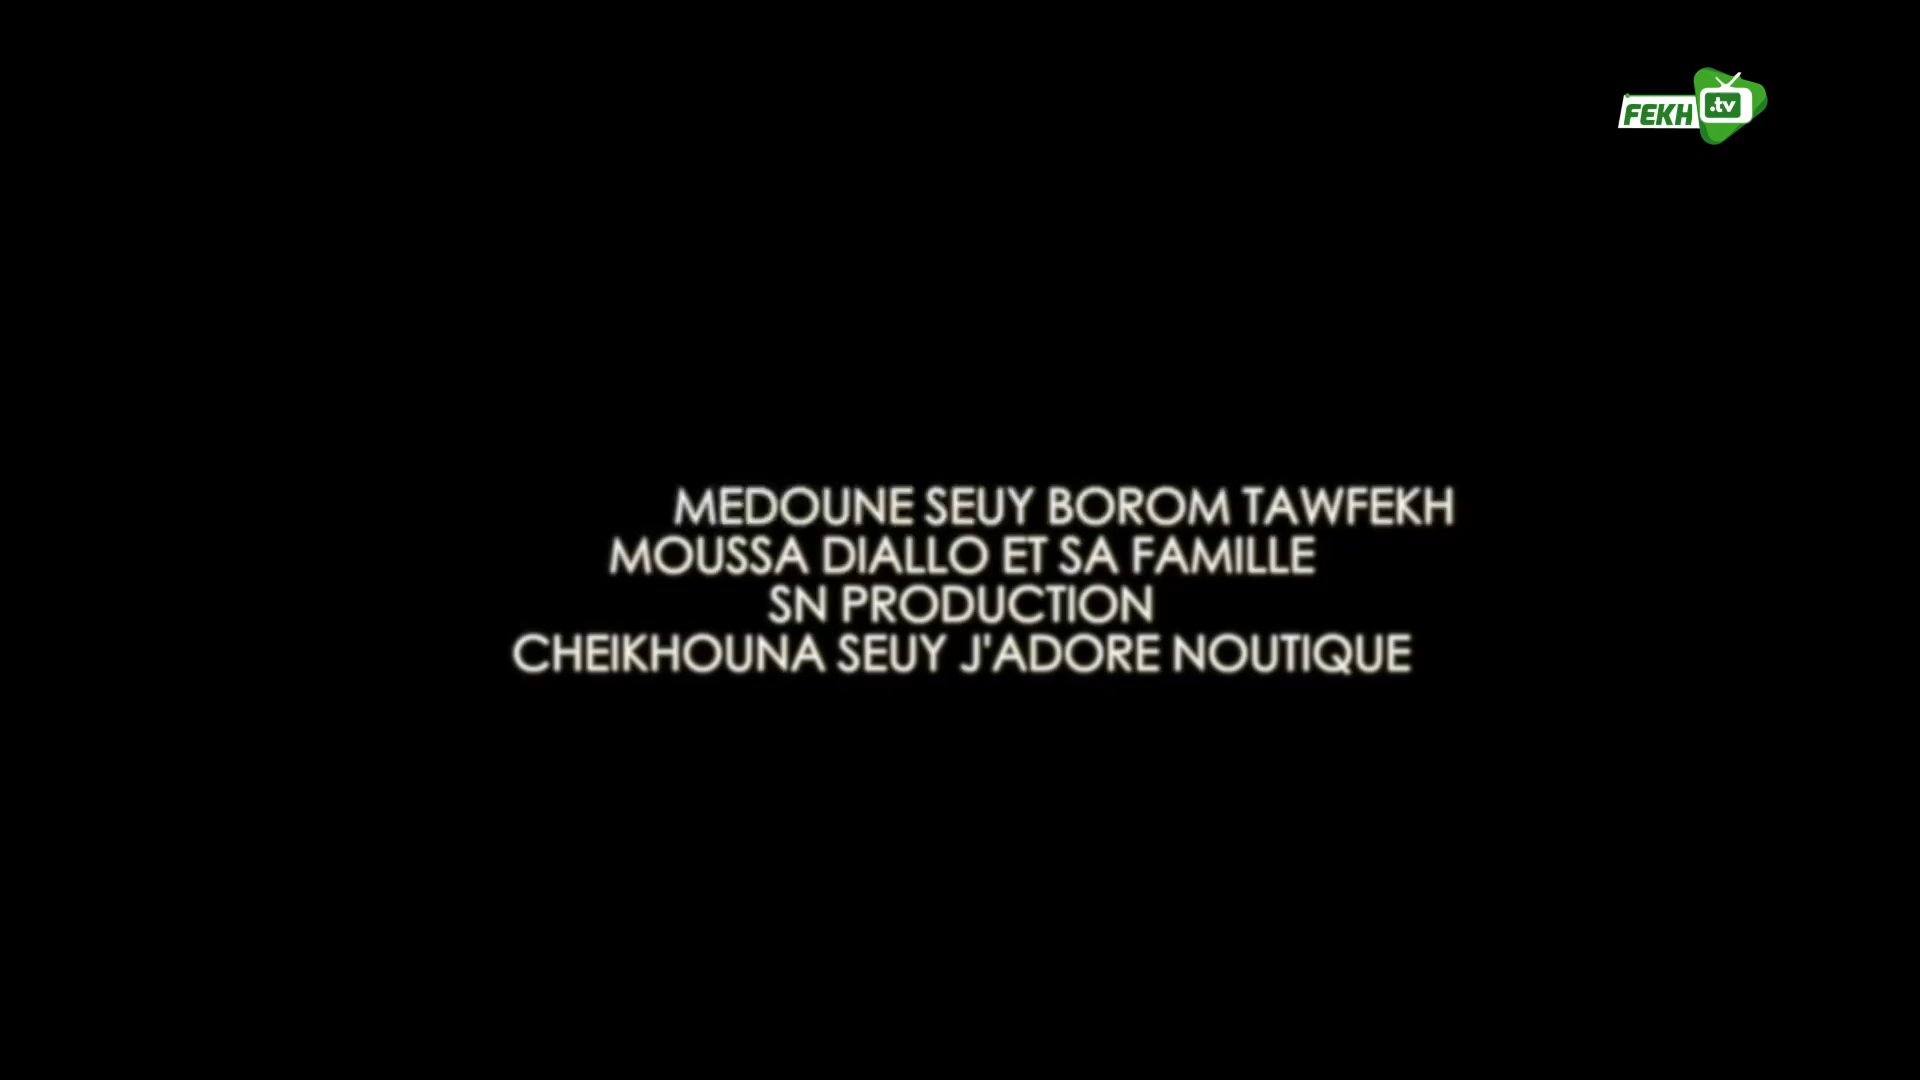 FEKH .tv
MEDOUNE SEUY BOROM TAWFEKH
MOUSSA DIALLO ET SA FAMILLE
SN PRODUCTION
CHEIKHOUNA SEUY J'ADORE NOUTIQUE